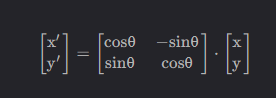 [x′ y′] = [cosθ −sinθ sinθ cosθ] · [x y]